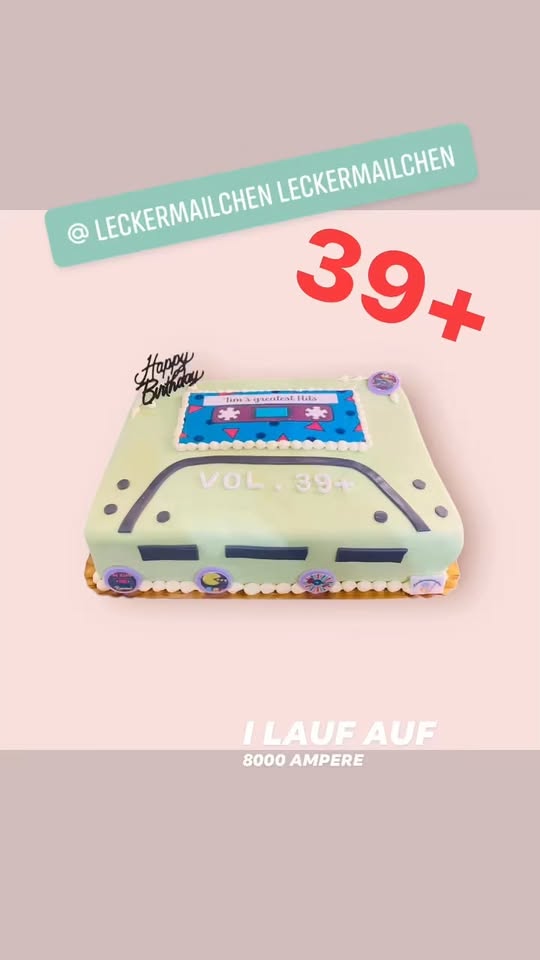 @ LECKERMAILCHEN LECKERMAILCHEN
39+
Happy
Birthday
Tim's greatest Hits
VOL. 39+
I LAUF AUF
8000 AMPERE